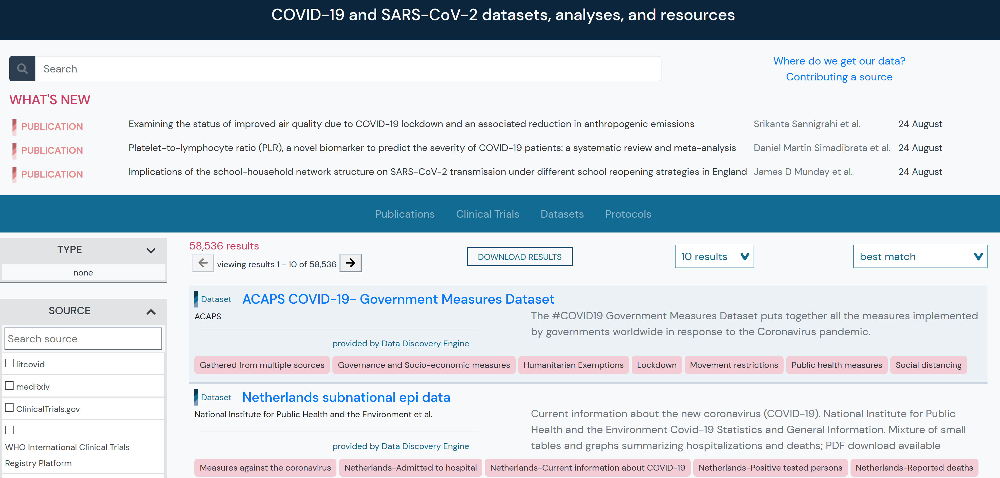 COVID-19 and SARS-CoV-2 datasets, analyses, and resources
Search
Where do we get our data?
Contributing a source
WHAT'S NEW
PUBLICATION Examining the status of improved air quality due to COVID-19 lockdown and an associated reduction in anthropogenic emissions Srikanta Sannigrahi et al. 24 August
PUBLICATION Platelet-to-lymphocyte ratio (PLR), a novel biomarker to predict the severity of COVID-19 patients: a systematic review and meta-analysis Daniel Martin Simadibrata et al. 24 August
PUBLICATION Implications of the school-household network structure on SARS-CoV-2 transmission under different school reopening strategies in England James D Munday et al. 24 August
Publications Clinical Trials Datasets Protocols
TYPE
none
SOURCE
Search source
litcovid
medRxiv
ClinicalTrials.gov
WHO International Clinical Trials
Registry Platform
58,536 results
viewing results 1 - 10 of 58,536
DOWNLOAD RESULTS
10 results
best match
Dataset ACAPS COVID-19- Government Measures Dataset
ACAPS
provided by Data Discovery Engine
The #COVID19 Government Measures Dataset puts together all the measures implemented
by governments worldwide in response to the Coronavirus pandemic.
Gathered from multiple sources Governance and Socio-economic measures Humanitarian Exemptions Lockdown Movement restrictions Public health measures Social distancing
Dataset Netherlands subnational epi data
National Institute for Public Health and the Environment et al.
provided by Data Discovery Engine
Current information about the new coronavirus (COVID-19). National Institute for Public
Health and the Environment Covid-19 Statistics and General Information. Mixture of small
tables and graphs summarizing hospitalizations and deaths; PDF download available
Measures against the coronavirus Netherlands-Admitted to hospital Netherlands-Current information about COVID-19 Netherlands-Positive tested persons Netherlands-Reported deaths